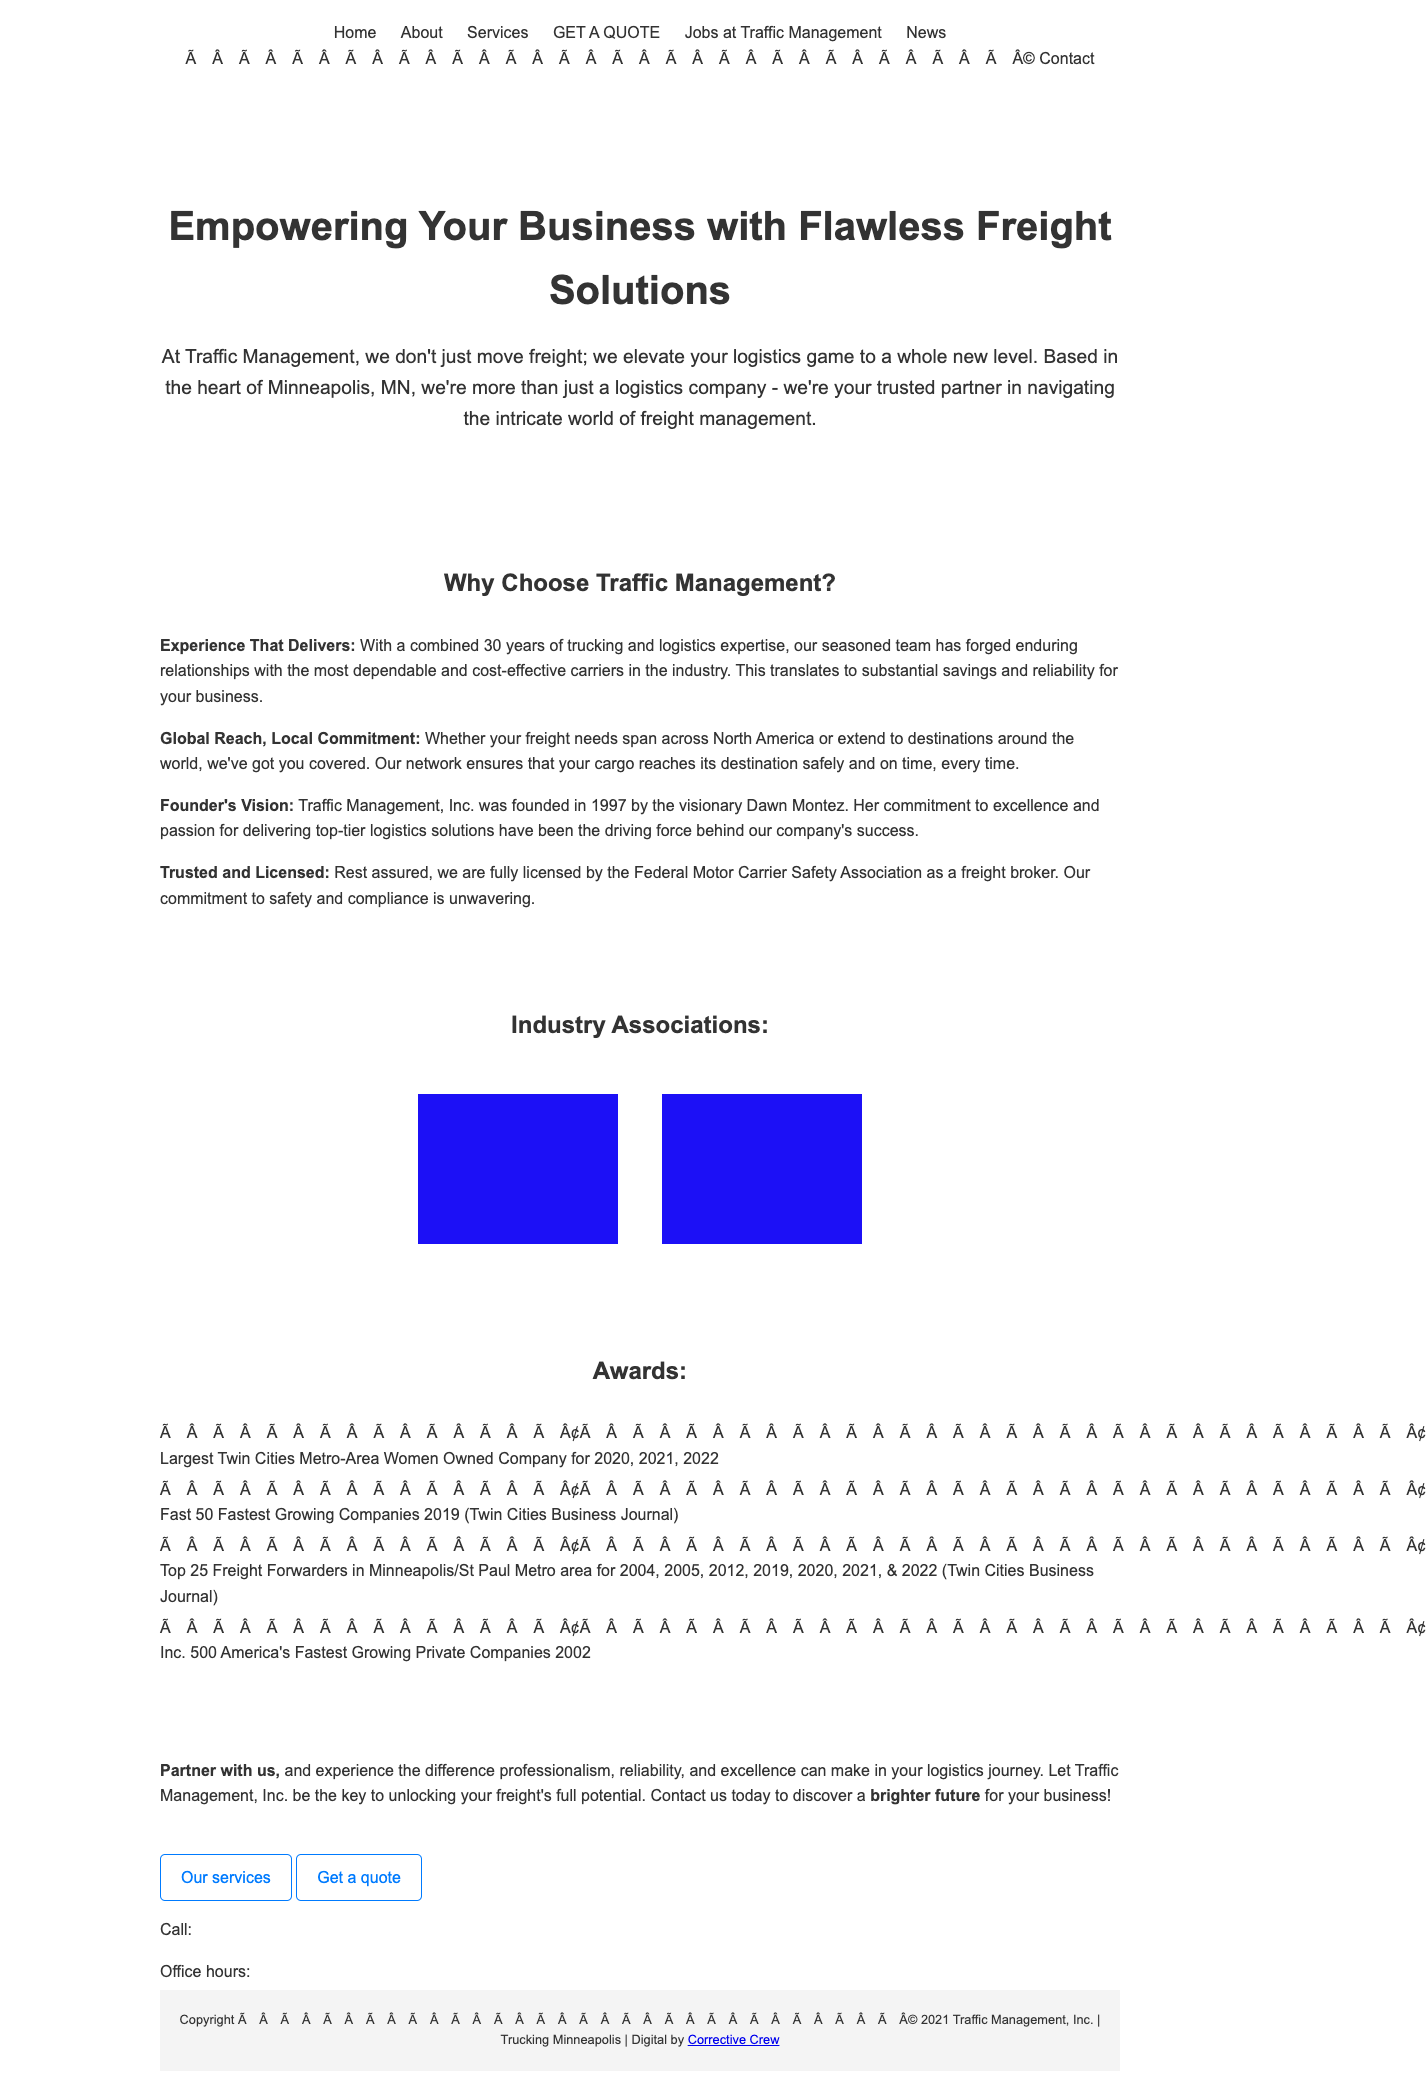 Home About Services GET A QUOTE Jobs at Traffic Management News
Ã Â Ã Â Ã Â Ã Â Ã Â Ã Â Ã Â Ã Â Ã Â Ã Â Ã Â Ã Â Ã Â Ã Â Ã Â Ã Â© Contact
Empowering Your Business with Flawless Freight
Solutions
At Traffic Management, we don't just move freight; we elevate your logistics game to a whole new level. Based in
the heart of Minneapolis, MN, we're more than just a logistics company - we're your trusted partner in navigating
the intricate world of freight management.
Why Choose Traffic Management?
Experience That Delivers: With a combined 30 years of trucking and logistics expertise, our seasoned team has forged enduring
relationships with the most dependable and cost-effective carriers in the industry. This translates to substantial savings and reliability for
your business.
Global Reach, Local Commitment: Whether your freight needs span across North America or extend to destinations around the
world, we've got you covered. Our network ensures that your cargo reaches its destination safely and on time, every time.
Founder's Vision: Traffic Management, Inc. was founded in 1997 by the visionary Dawn Montez. Her commitment to excellence and
passion for delivering top-tier logistics solutions have been the driving force behind our company's success.
Trusted and Licensed: Rest assured, we are fully licensed by the Federal Motor Carrier Safety Association as a freight broker. Our
commitment to safety and compliance is unwavering.
Industry Associations:
Awards:
Ã Â Ã Â Ã Â Ã Â Ã Â Ã Â Ã Â Ã Â¢Ã Â Ã Â Ã Â Ã Â Ã Â Ã Â Ã Â Ã Â Ã Â Ã Â Ã Â Ã Â Ã Â Ã Â Ã Â Ã Â¢
Largest Twin Cities Metro-Area Women Owned Company for 2020, 2021, 2022
Ã Â Ã Â Ã Â Ã Â Ã Â Ã Â Ã Â Ã Â¢Ã Â Ã Â Ã Â Ã Â Ã Â Ã Â Ã Â Ã Â Ã Â Ã Â Ã Â Ã Â Ã Â Ã Â Ã Â Ã Â¢
Fast 50 Fastest Growing Companies 2019 (Twin Cities Business Journal)
Ã Â Ã Â Ã Â Ã Â Ã Â Ã Â Ã Â Ã Â¢Ã Â Ã Â Ã Â Ã Â Ã Â Ã Â Ã Â Ã Â Ã Â Ã Â Ã Â Ã Â Ã Â Ã Â Ã Â Ã Â¢
Top 25 Freight Forwarders in Minneapolis/St Paul Metro area for 2004, 2005, 2012, 2019, 2020, 2021, & 2022 (Twin Cities Business
Journal)
Ã Â Ã Â Ã Â Ã Â Ã Â Ã Â Ã Â Ã Â¢Ã Â Ã Â Ã Â Ã Â Ã Â Ã Â Ã Â Ã Â Ã Â Ã Â Ã Â Ã Â Ã Â Ã Â Ã Â Ã Â¢
Inc. 500 America's Fastest Growing Private Companies 2002
Partner with us, and experience the difference professionalism, reliability, and excellence can make in your logistics journey. Let Traffic
Management, Inc. be the key to unlocking your freight's full potential. Contact us today to discover a brighter future for your business!
Our services Get a quote
Call:
Office hours:
Copyright Ã Â Ã Â Ã Â Ã Â Ã Â Ã Â Ã Â Ã Â Ã Â Ã Â Ã Â Ã Â Ã Â Ã Â Ã Â Ã Â© 2021 Traffic Management, Inc. |
Trucking Minneapolis | Digital by Corrective Crew